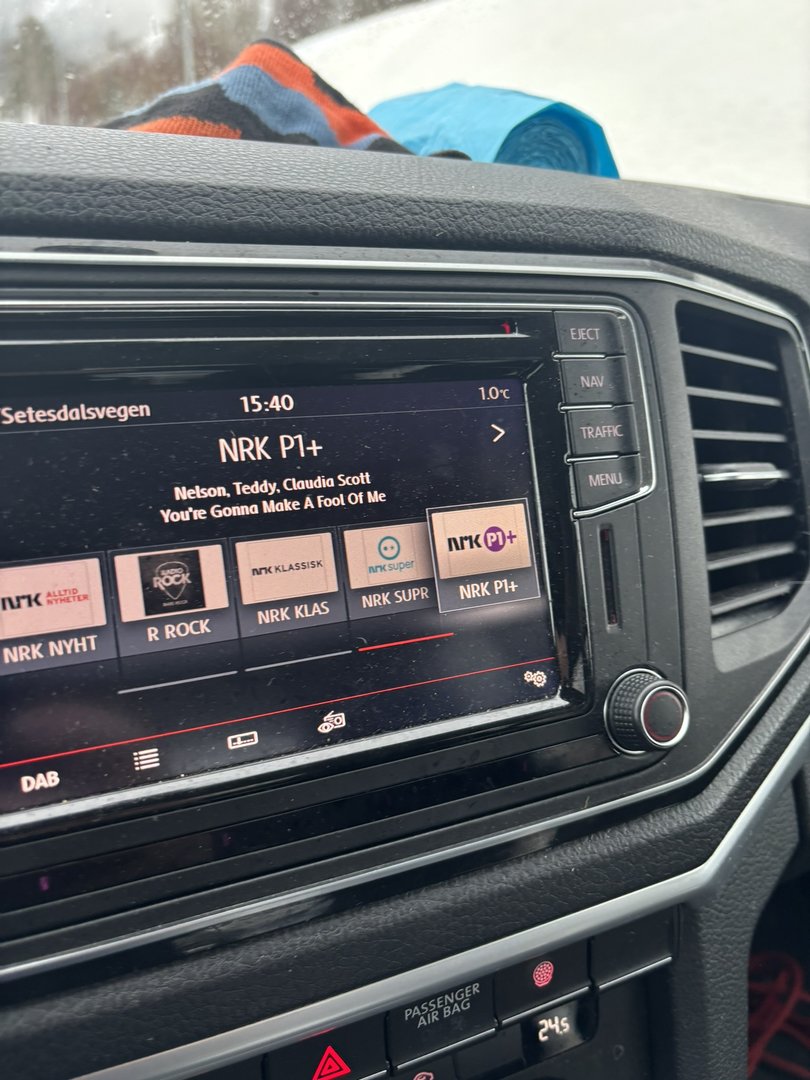 EJECT
NAV
TRAFFIC
MENU
Setesdalsvegen
15:40
1.0°C
NRK P1+
>
Nelson, Teddy, Claudia Scott
You're Gonna Make A Fool Of Me
NRK ALLTID NYHETER
RADIO ROCK
NRK KLASSISK
NRK super
NRK P1+
NRK NYHT
R ROCK
NRK KLAS
NRK SUPR
NRK P1+
DAB
PASSENGER
AIR BAG
24.5